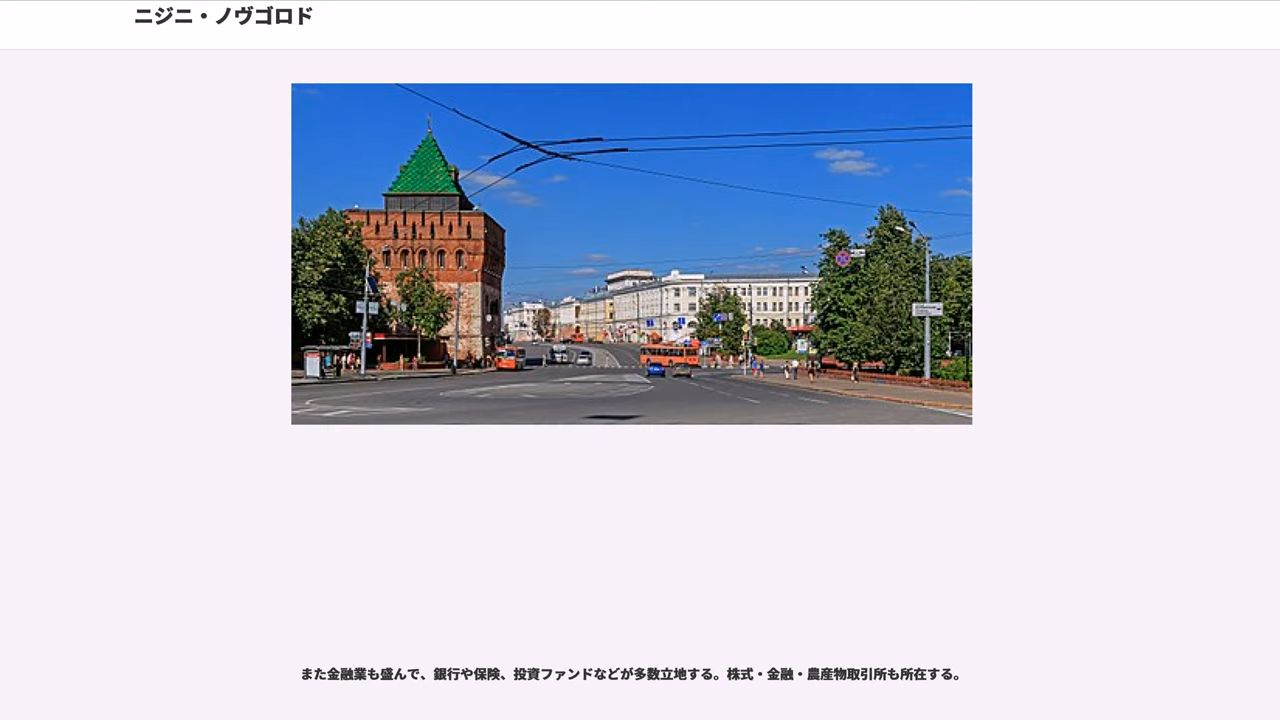 ニジニ・ノヴゴロド
また金融業も盛んで、銀行や保険、投資ファンドなどが多数立地する。株式・金融・農産物取引所も所在する。